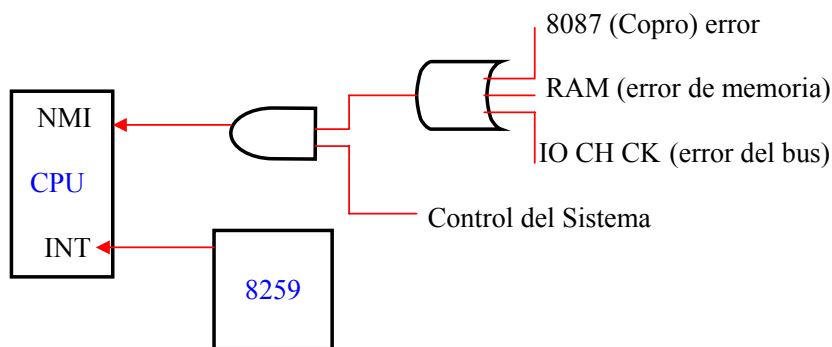 8087 (Copro) error
NMI
RAM (error de memoria)
IO CH CK (error del bus)
CPU
Control del Sistema
INT
8259